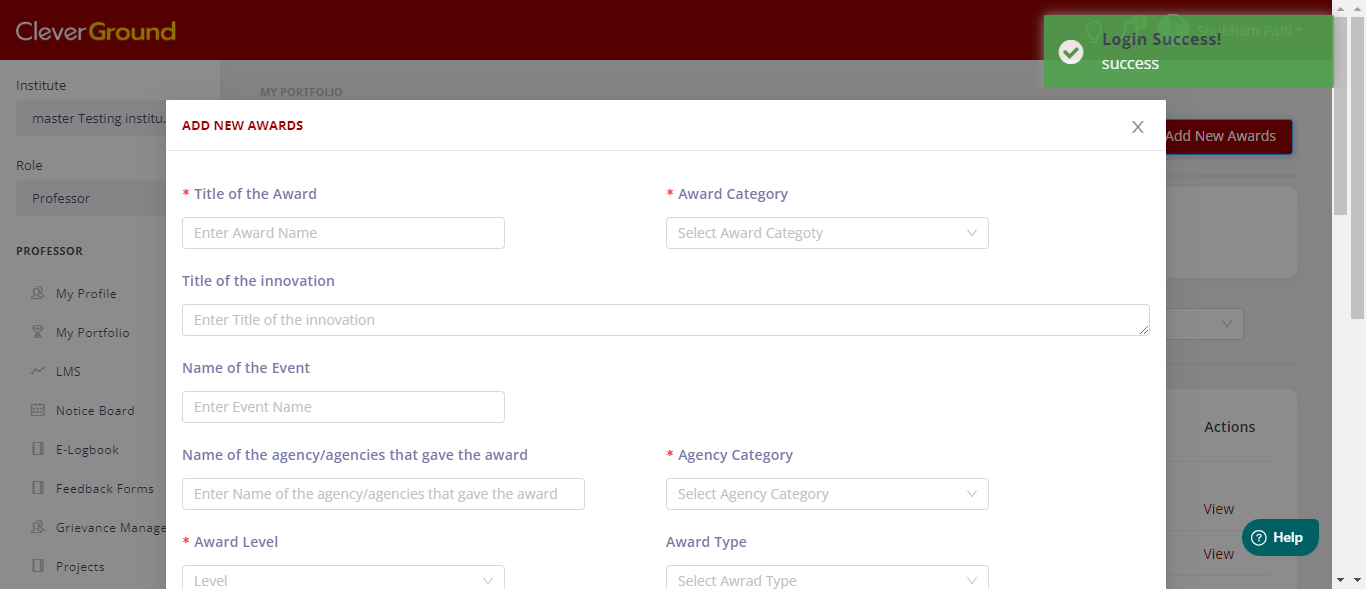 CleverGround
Shubham Patil
Login Success!
success
Institute
master Testing institu.
Role
Professor
PROFESSOR
My Profile
My Portfolio
LMS
Notice Board
E-Logbook
Feedback Forms
Grievance Manage
Projects
MY PORTFOLIO
Add New Awards
ADD NEW AWARDS
X
* Title of the Award
Enter Award Name
* Award Category
Select Award Categoty
Title of the innovation
Enter Title of the innovation
Name of the Event
Enter Event Name
Name of the agency/agencies that gave the award
Enter Name of the agency/agencies that gave the award
* Agency Category
Select Agency Category
* Award Level
Level
Award Type
Select Awrad Type
Actions
View
View
? Help